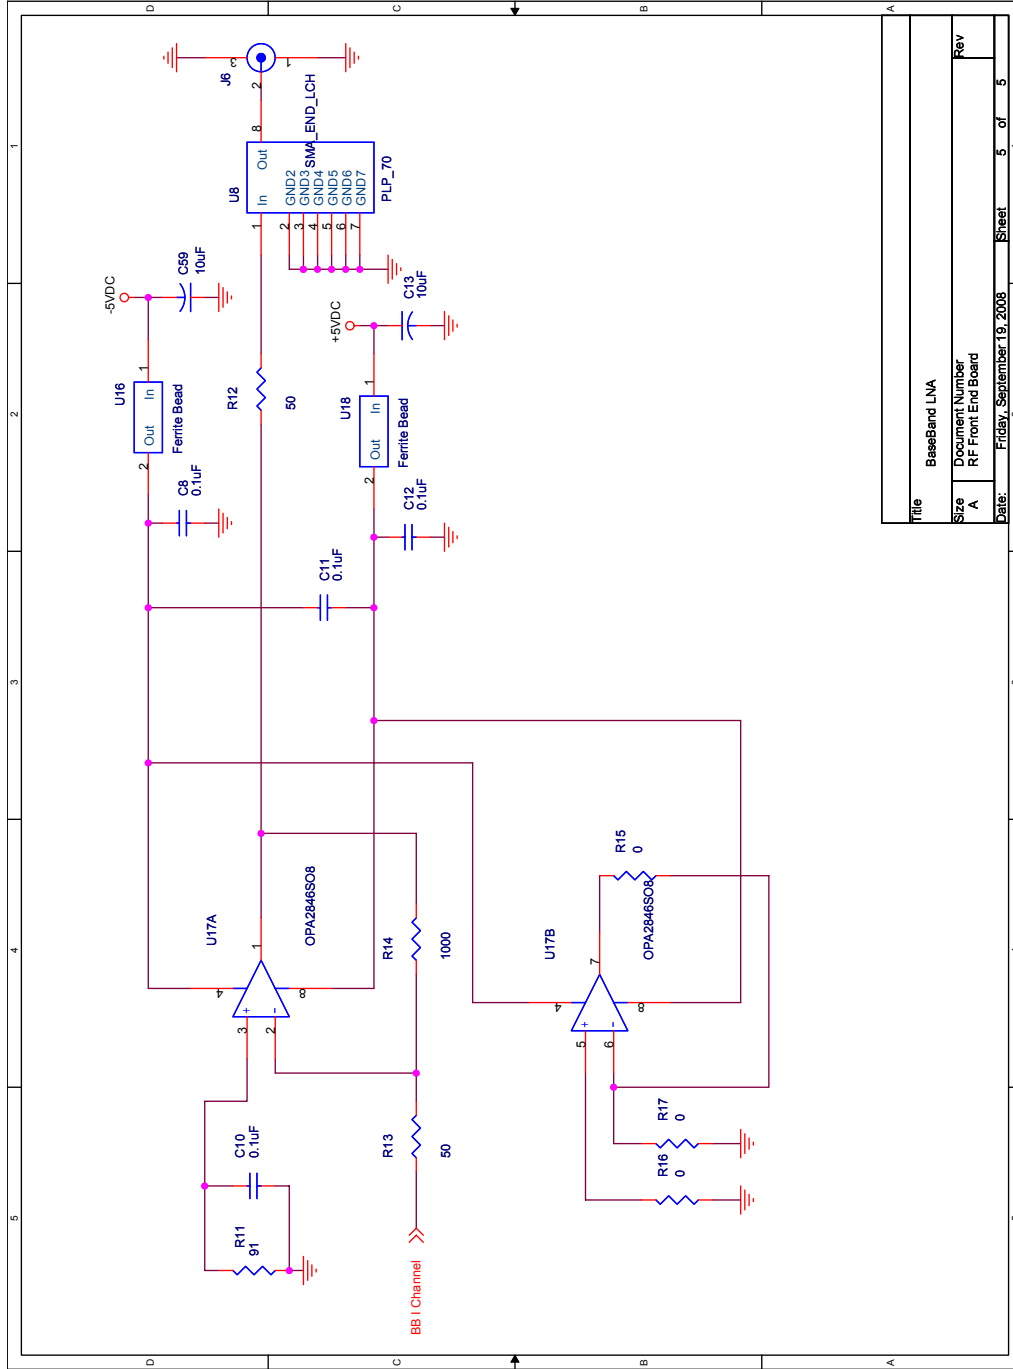 5
4
3
2
1
D
C
B
A
D
C
B
A
BB I Channel
R11
91
C10
0.1uF
R13
50
3
2
+
-
4
8
1
U17A
OPA2846SO8
R14
1000
C11
0.1uF
C8
0.1uF
U16
Out
In
2
1
Ferrite Bead
-5VDC
C59
10uF
R12
50
C12
0.1uF
U18
Out
In
2
1
Ferrite Bead
+5VDC
C13
10uF
U8
In
Out
GND2
GND3
GND4
GND5
GND6
GND7
1
2
3
4
5
6
7
8
PLP_70
SMA_END_LCH
J6
2
3
1
R16
0
R17
0
5
6
+
-
4
8
7
U17B
OPA2846SO8
R15
0
Title
BaseBand LNA
Size
A
Document Number
RF Front End Board
Rev
Date:
Friday, September 19, 2008
Sheet
5
of
5